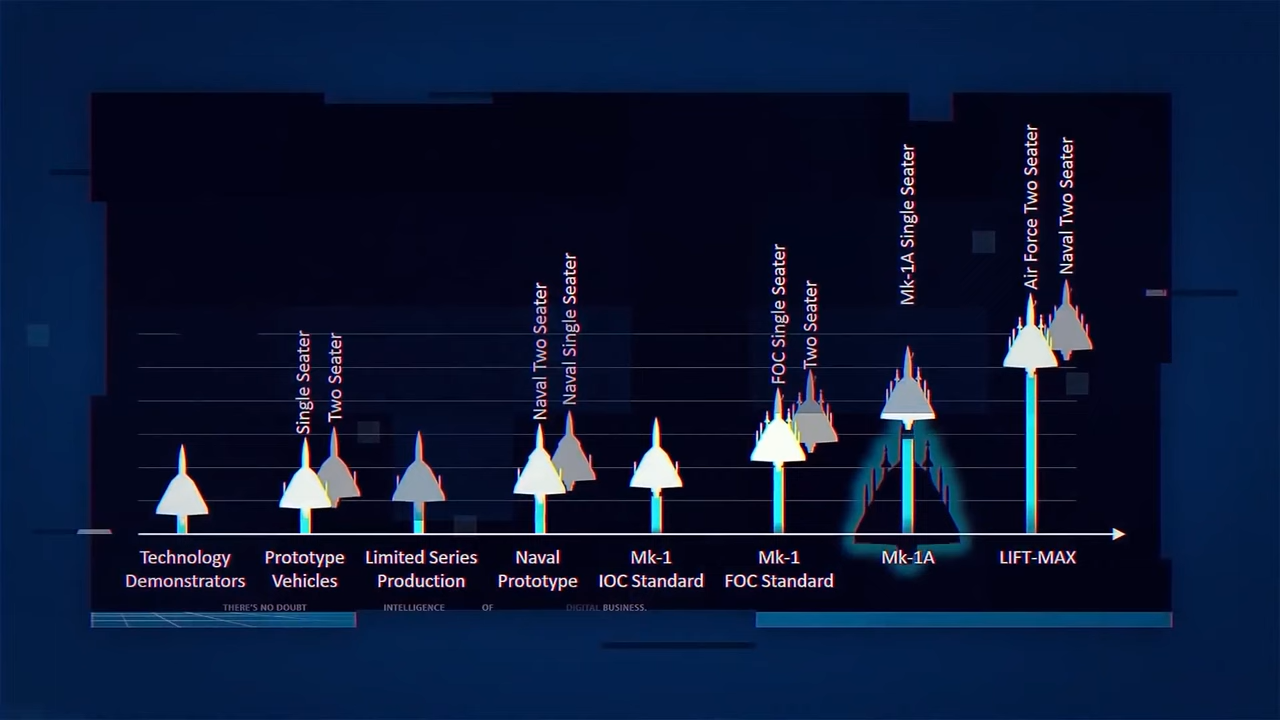 Single Seater
Two Seater
Naval Two Seater
Naval Single Seater
FOC Single Seater
Two Seater
Mk-1A Single Seater
Air Force Two Seater
Naval Two Seater
Technology
Demonstrators
Prototype
Vehicles
Limited Series
Production
Naval
Prototype
Mk-1
IOC Standard
Mk-1
FOC Standard
Mk-1A
LIFT-MAX
THERE'S NO DOUBT INTELLIGENCE OF DIGITAL BUSINESS.